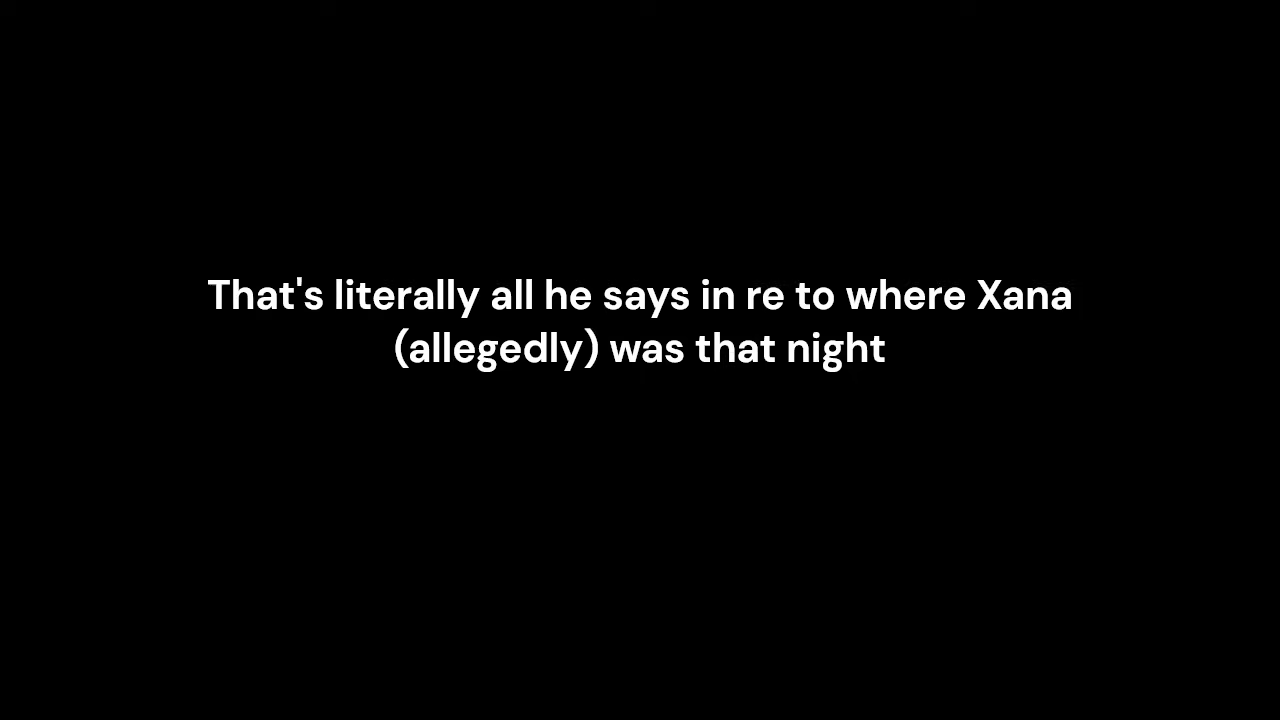 That's literally all he says in re to where Xana
(allegedly) was that night